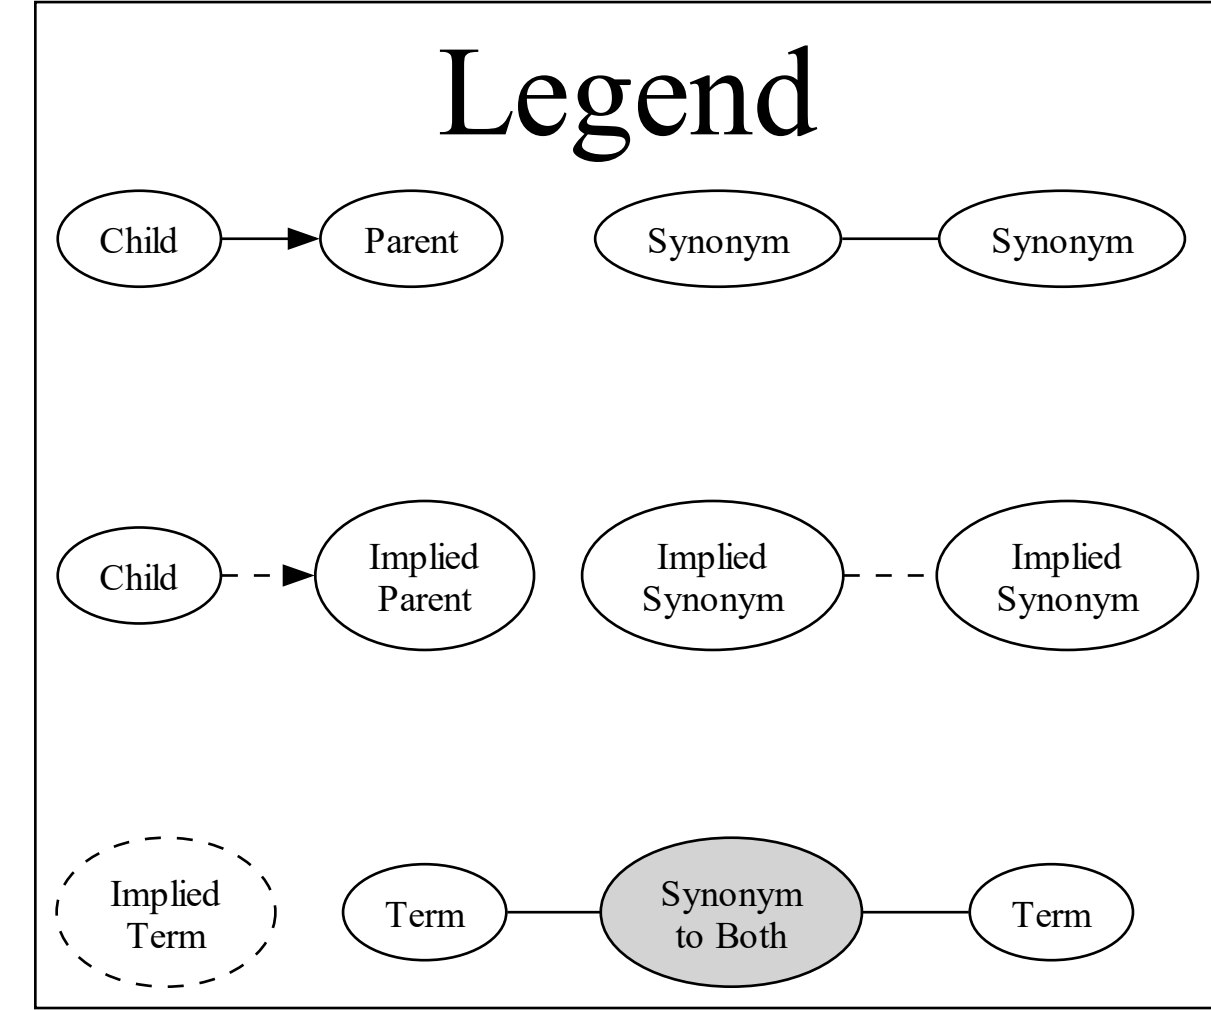 Legend
Child
Parent
Synonym
Synonym
Child
Implied
Parent
Implied
Synonym
Implied
Synonym
Implied
Term
Term
Synonym
to Both
Term